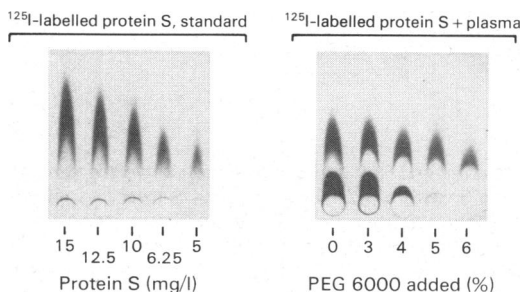 ¹²⁵I-labelled protein S, standard
15 12.5 10 6.25 5
Protein S (mg/l)
¹²⁵I-labelled protein S + plasma
0 3 4 5 6
PEG 6000 added (%)